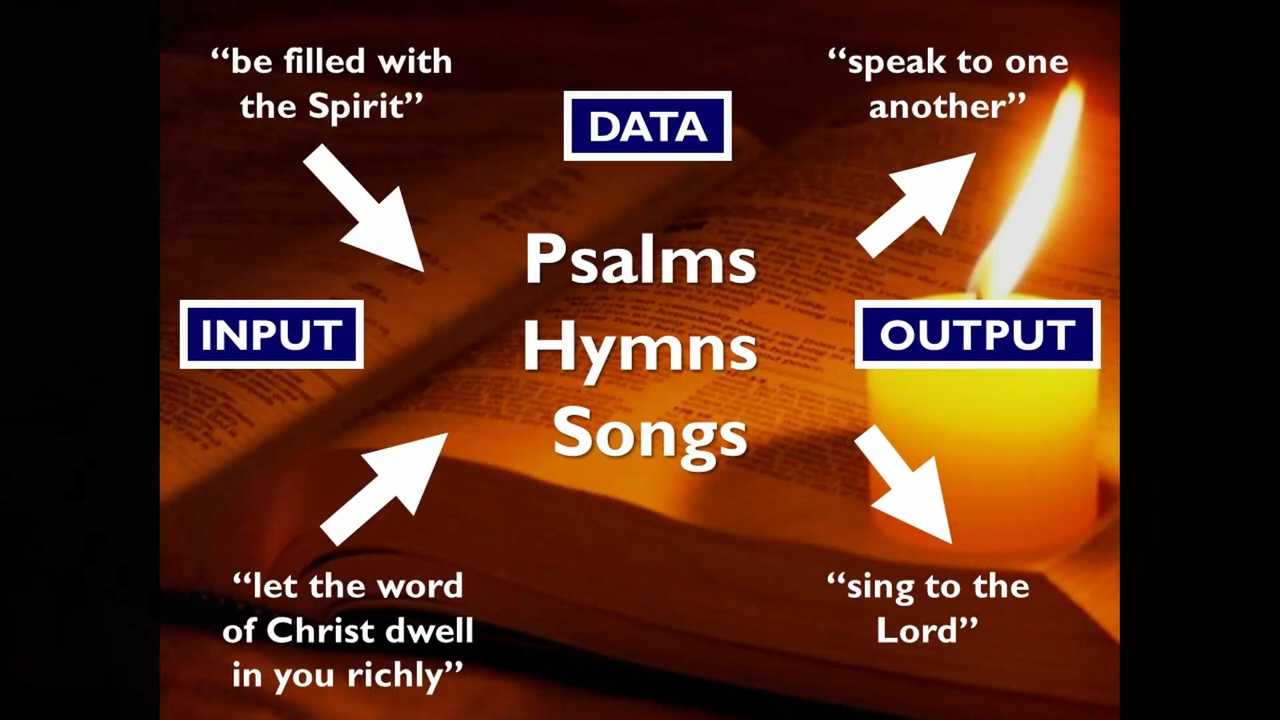 “be filled with
the Spirit”
DATA
“speak to one
another”
Psalms
Hymns
Songs
INPUT
OUTPUT
“let the word
of Christ dwell
in you richly”
“sing to the
Lord”